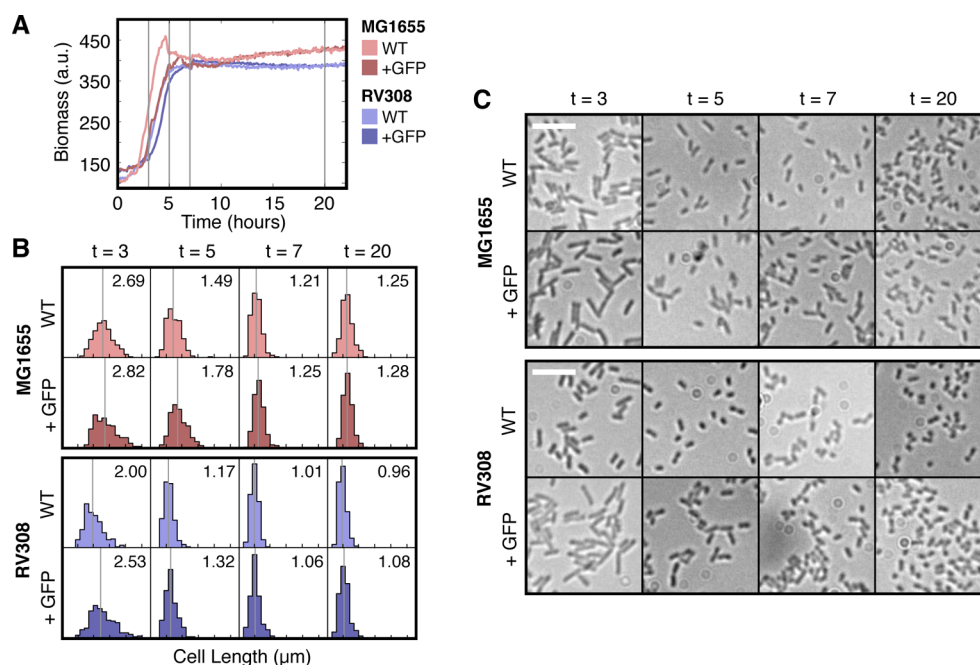 A
Biomass (a.u.)
450
350
250
150
0 5 10 15 20
Time (hours)
MG1655
WT
+GFP
RV308
WT
+GFP
B
t = 3 t = 5 t = 7 t = 20
MG1655
WT
2.69 1.49 1.21 1.25
+ GFP
2.82 1.78 1.25 1.28
RV308
WT
2.00 1.17 1.01 0.96
+ GFP
2.53 1.32 1.06 1.08
Cell Length (μm)
C
t = 3 t = 5 t = 7 t = 20
MG1655
WT
+ GFP
RV308
WT
+ GFP